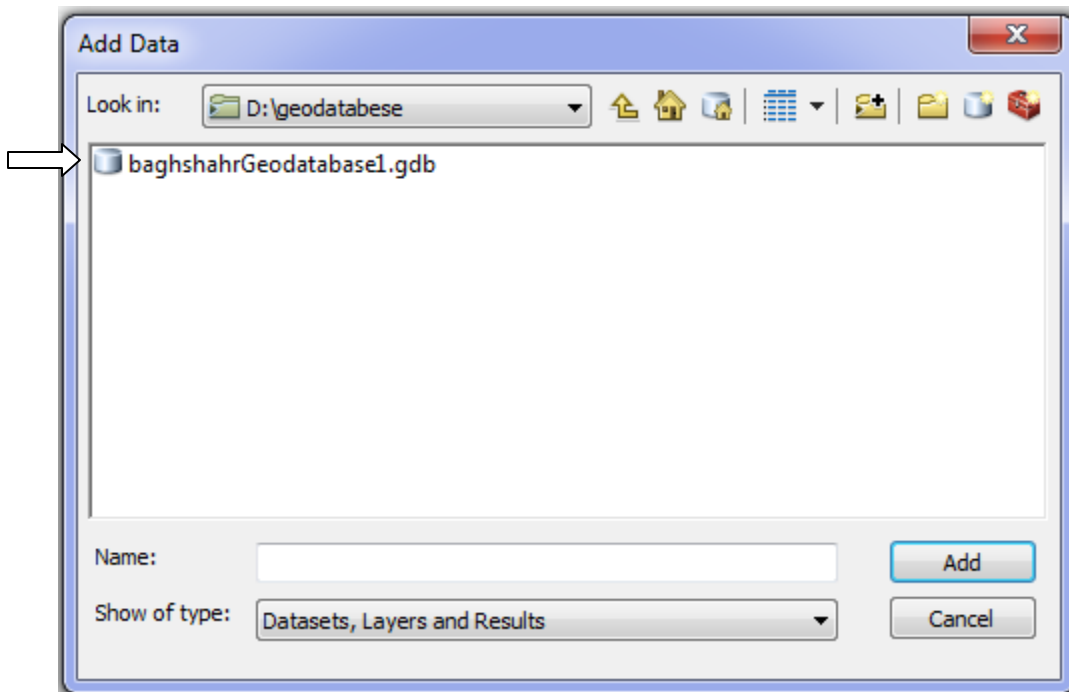 Add Data
Look in: D:\geodatabese
baghshahrGeodatabase1.gdb
Name:
Add
Show of type: Datasets, Layers and Results
Cancel